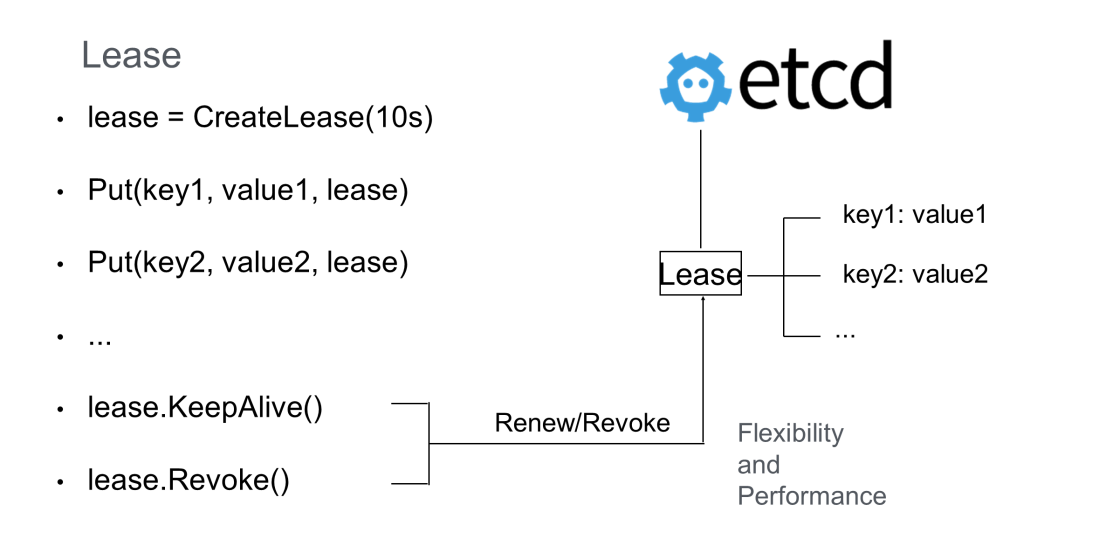 Lease
lease = CreateLease(10s)
Put(key1, value1, lease)
Put(key2, value2, lease)
...
lease.KeepAlive()
lease.Revoke()
etcd
Lease
key1: value1
key2: value2
...
Renew/Revoke
Flexibility
and
Performance